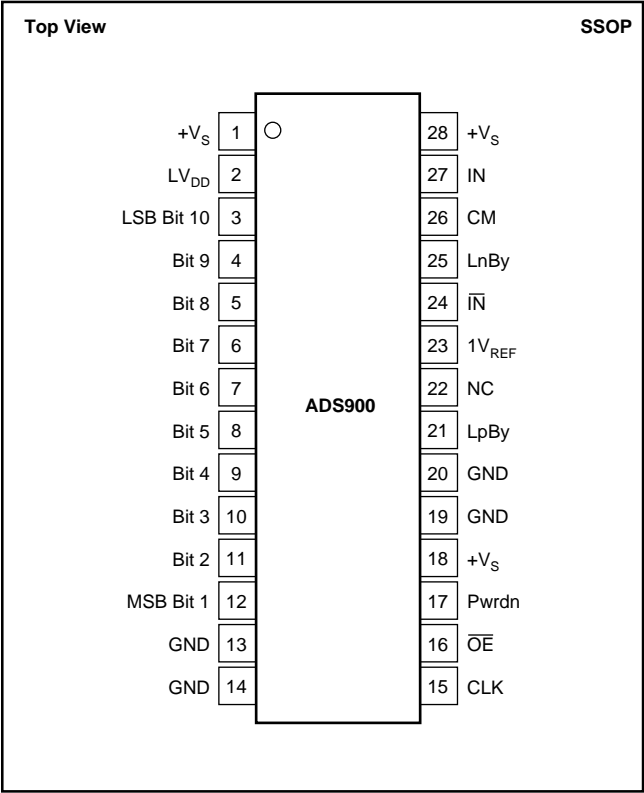 Top View SSOP
+VS 1 28 +VS
LVDD 2 27 IN
LSB Bit 10 3 26 CM
Bit 9 4 25 LnBy
Bit 8 5 24 I̅N̅
Bit 7 6 23 1VREF
Bit 6 7 22 NC
ADS900
Bit 5 8 21 LpBy
Bit 4 9 20 GND
Bit 3 10 19 GND
Bit 2 11 18 +VS
MSB Bit 1 12 17 Pwrdn
GND 13 16 O̅E̅
GND 14 15 CLK